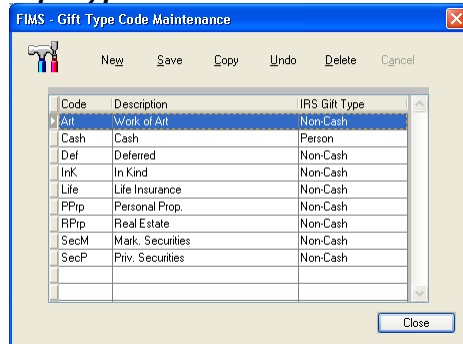 FIMS - Gift Type Code Maintenance
New Save Copy Undo Delete Cancel
Code Description IRS Gift Type
Art Work of Art Non-Cash
Cash Cash Person
Def Deferred Non-Cash
InK In Kind Non-Cash
Life Life Insurance Non-Cash
PPrp Personal Prop. Non-Cash
RPrp Real Estate Non-Cash
SecM Mark. Securities Non-Cash
SecP Priv. Securities Non-Cash
Close